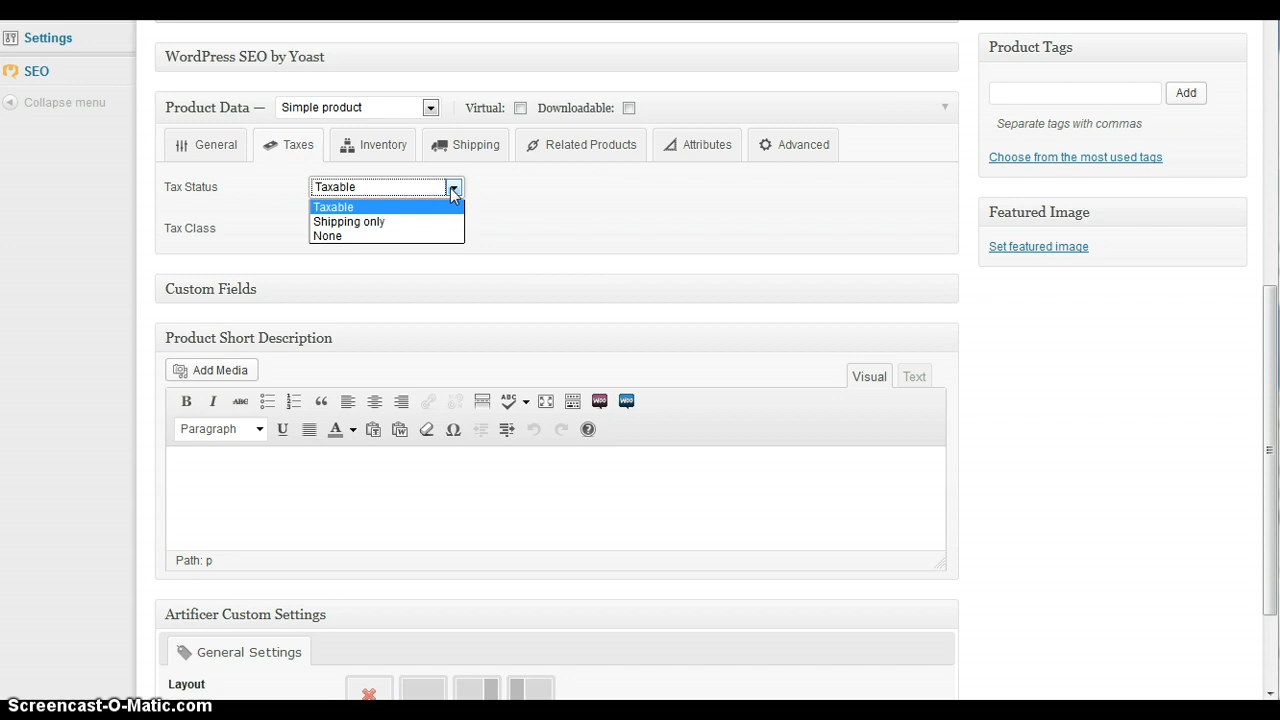 Settings
SEO
Collapse menu
WordPress SEO by Yoast
Product Data — Simple product Virtual: Downloadable:
General Taxes Inventory Shipping Related Products Attributes Advanced
Tax Status Taxable
Taxable
Shipping only
None
Tax Class
Custom Fields
Product Short Description
Add Media
Visual Text
B I ABC ABC
Paragraph U A Ω
Path: p
Artificer Custom Settings
General Settings
Layout
Product Tags
Add
Separate tags with commas
Choose from the most used tags
Featured Image
Set featured image
Screencast-O-Matic.com